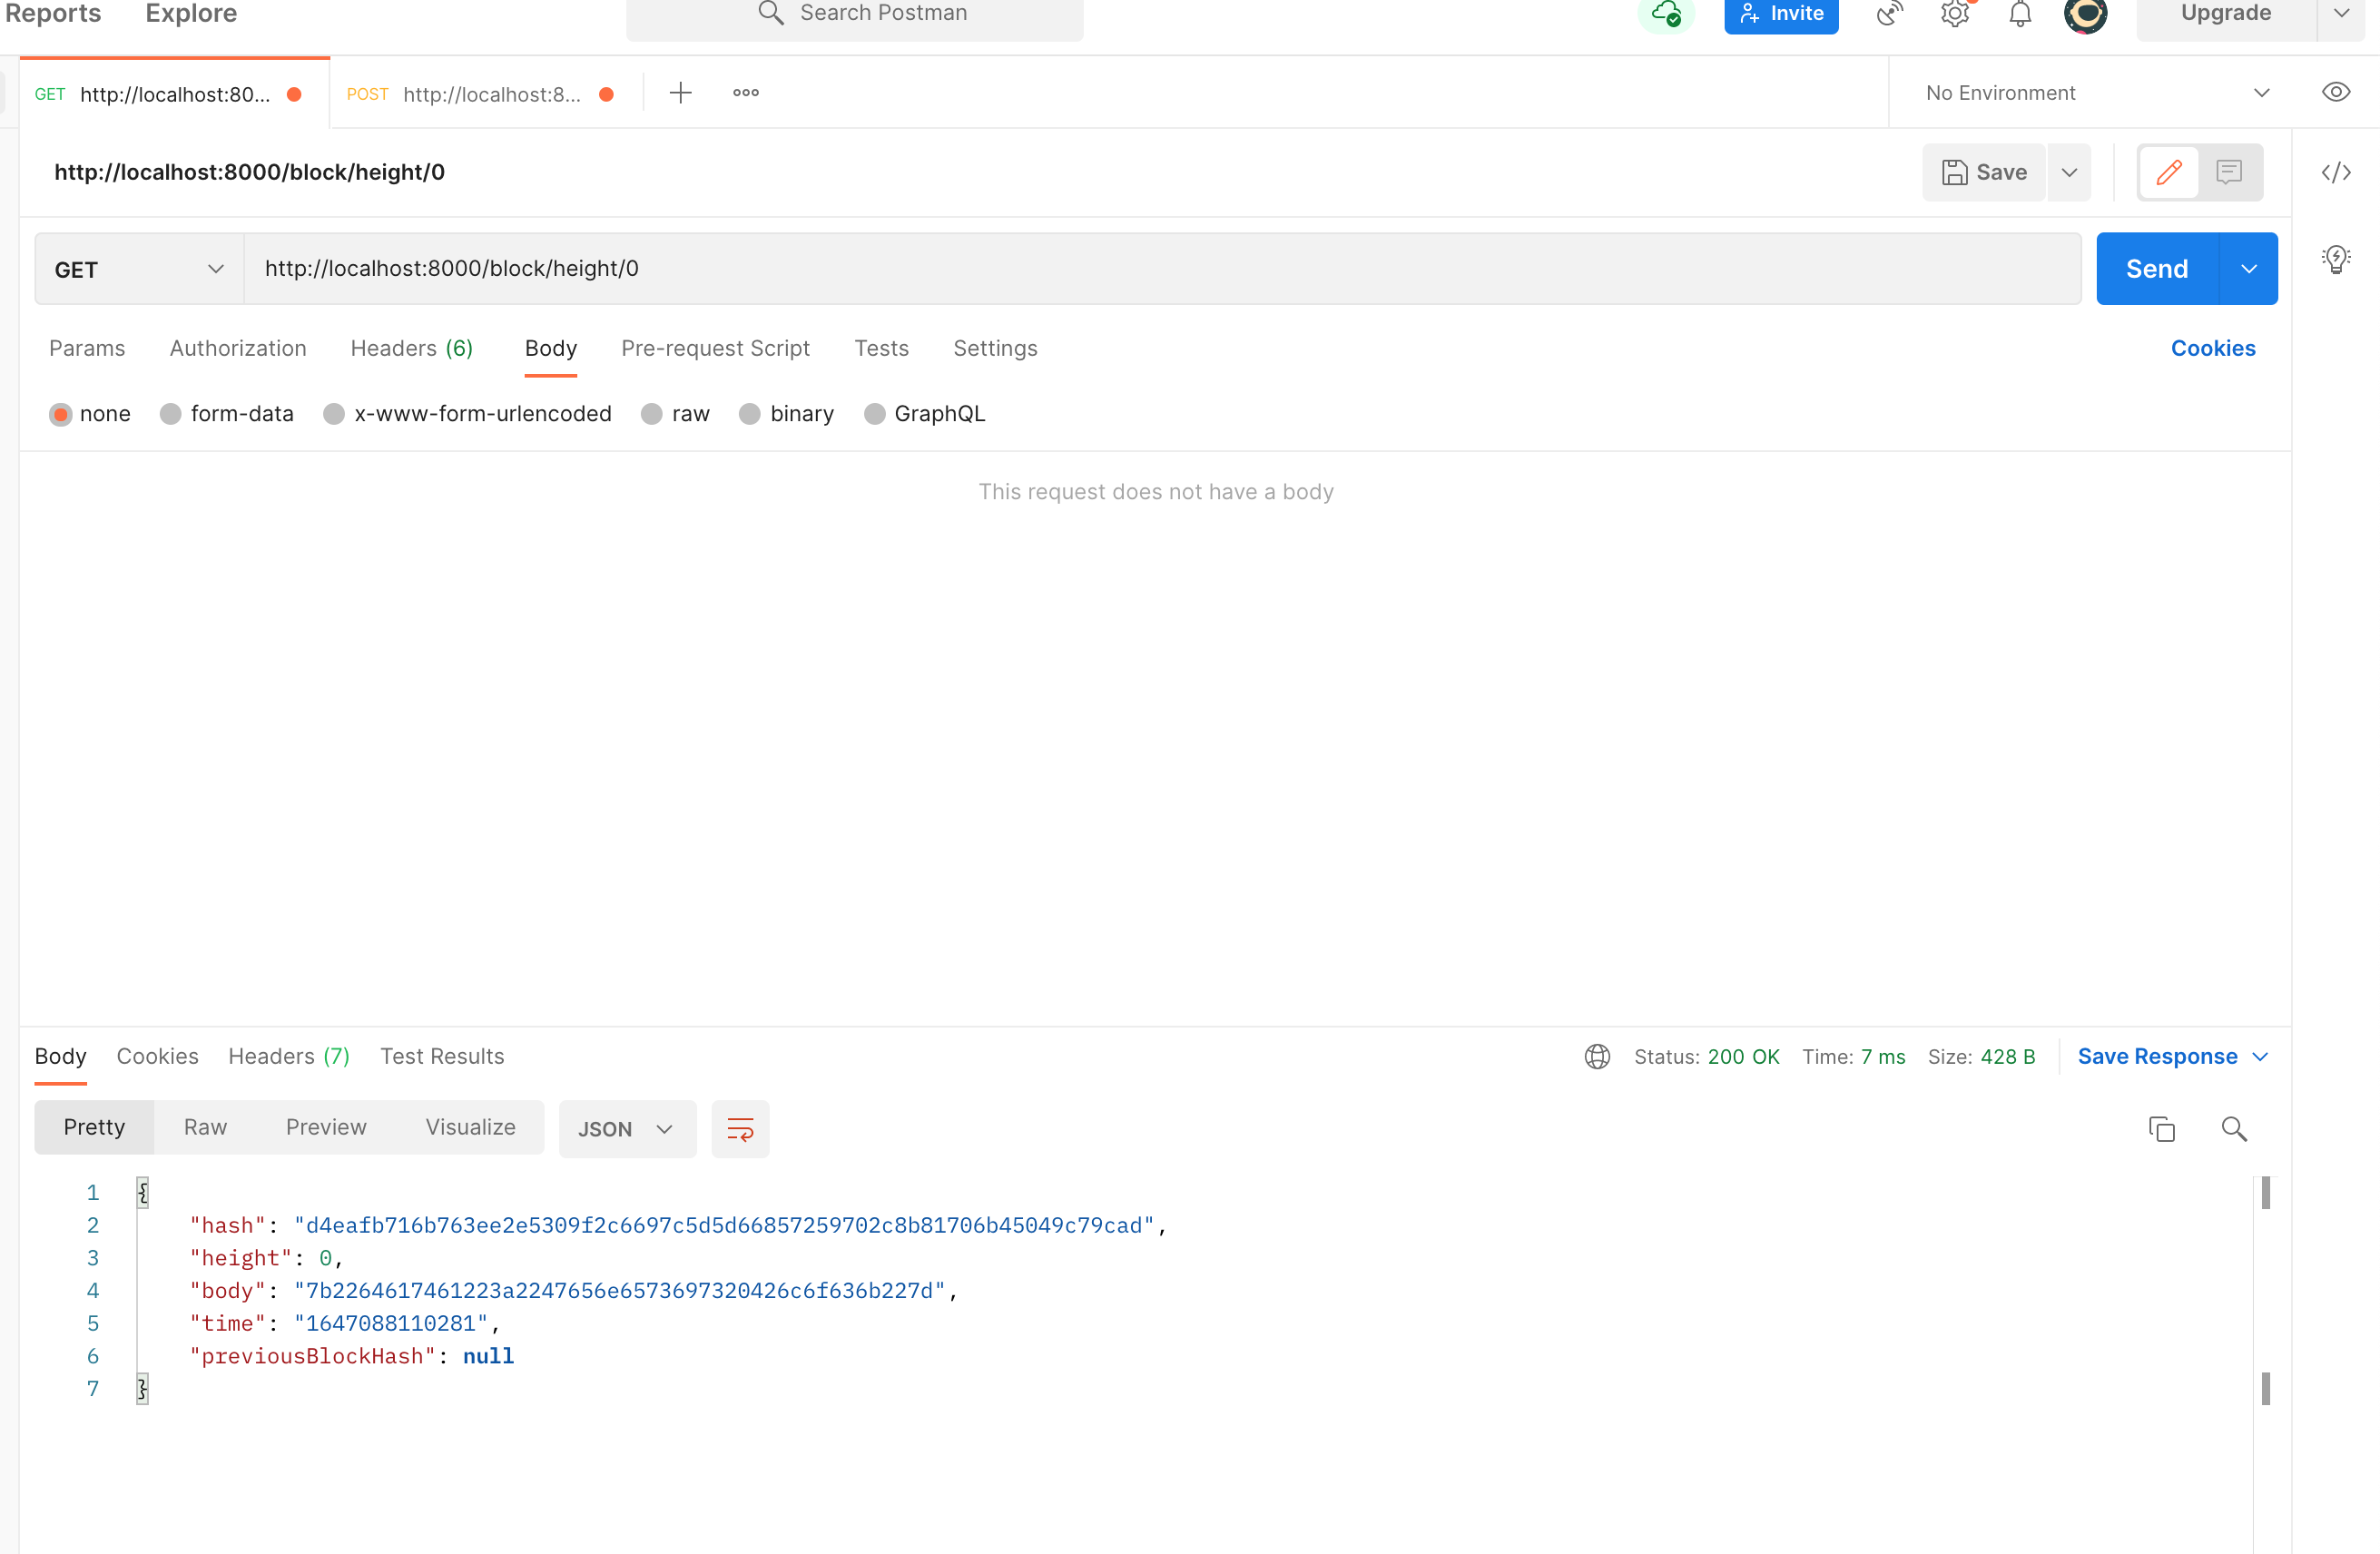 Reports Explore Search Postman Invite Upgrade
GET http://localhost:80... POST http://localhost:8... No Environment
http://localhost:8000/block/height/0 Save
GET http://localhost:8000/block/height/0 Send
Params Authorization Headers (6) Body Pre-request Script Tests Settings Cookies
none form-data x-www-form-urlencoded raw binary GraphQL
This request does not have a body
Body Cookies Headers (7) Test Results Status: 200 OK Time: 7 ms Size: 428 B Save Response
Pretty Raw Preview Visualize JSON
1 {
2 "hash": "d4eafb716b763ee2e5309f2c6697c5d5d66857259702c8b81706b45049c79cad",
3 "height": 0,
4 "body": "7b2264617461223a2247656e6573697320426c6f636b227d",
5 "time": "1647088110281",
6 "previousBlockHash": null
7 }